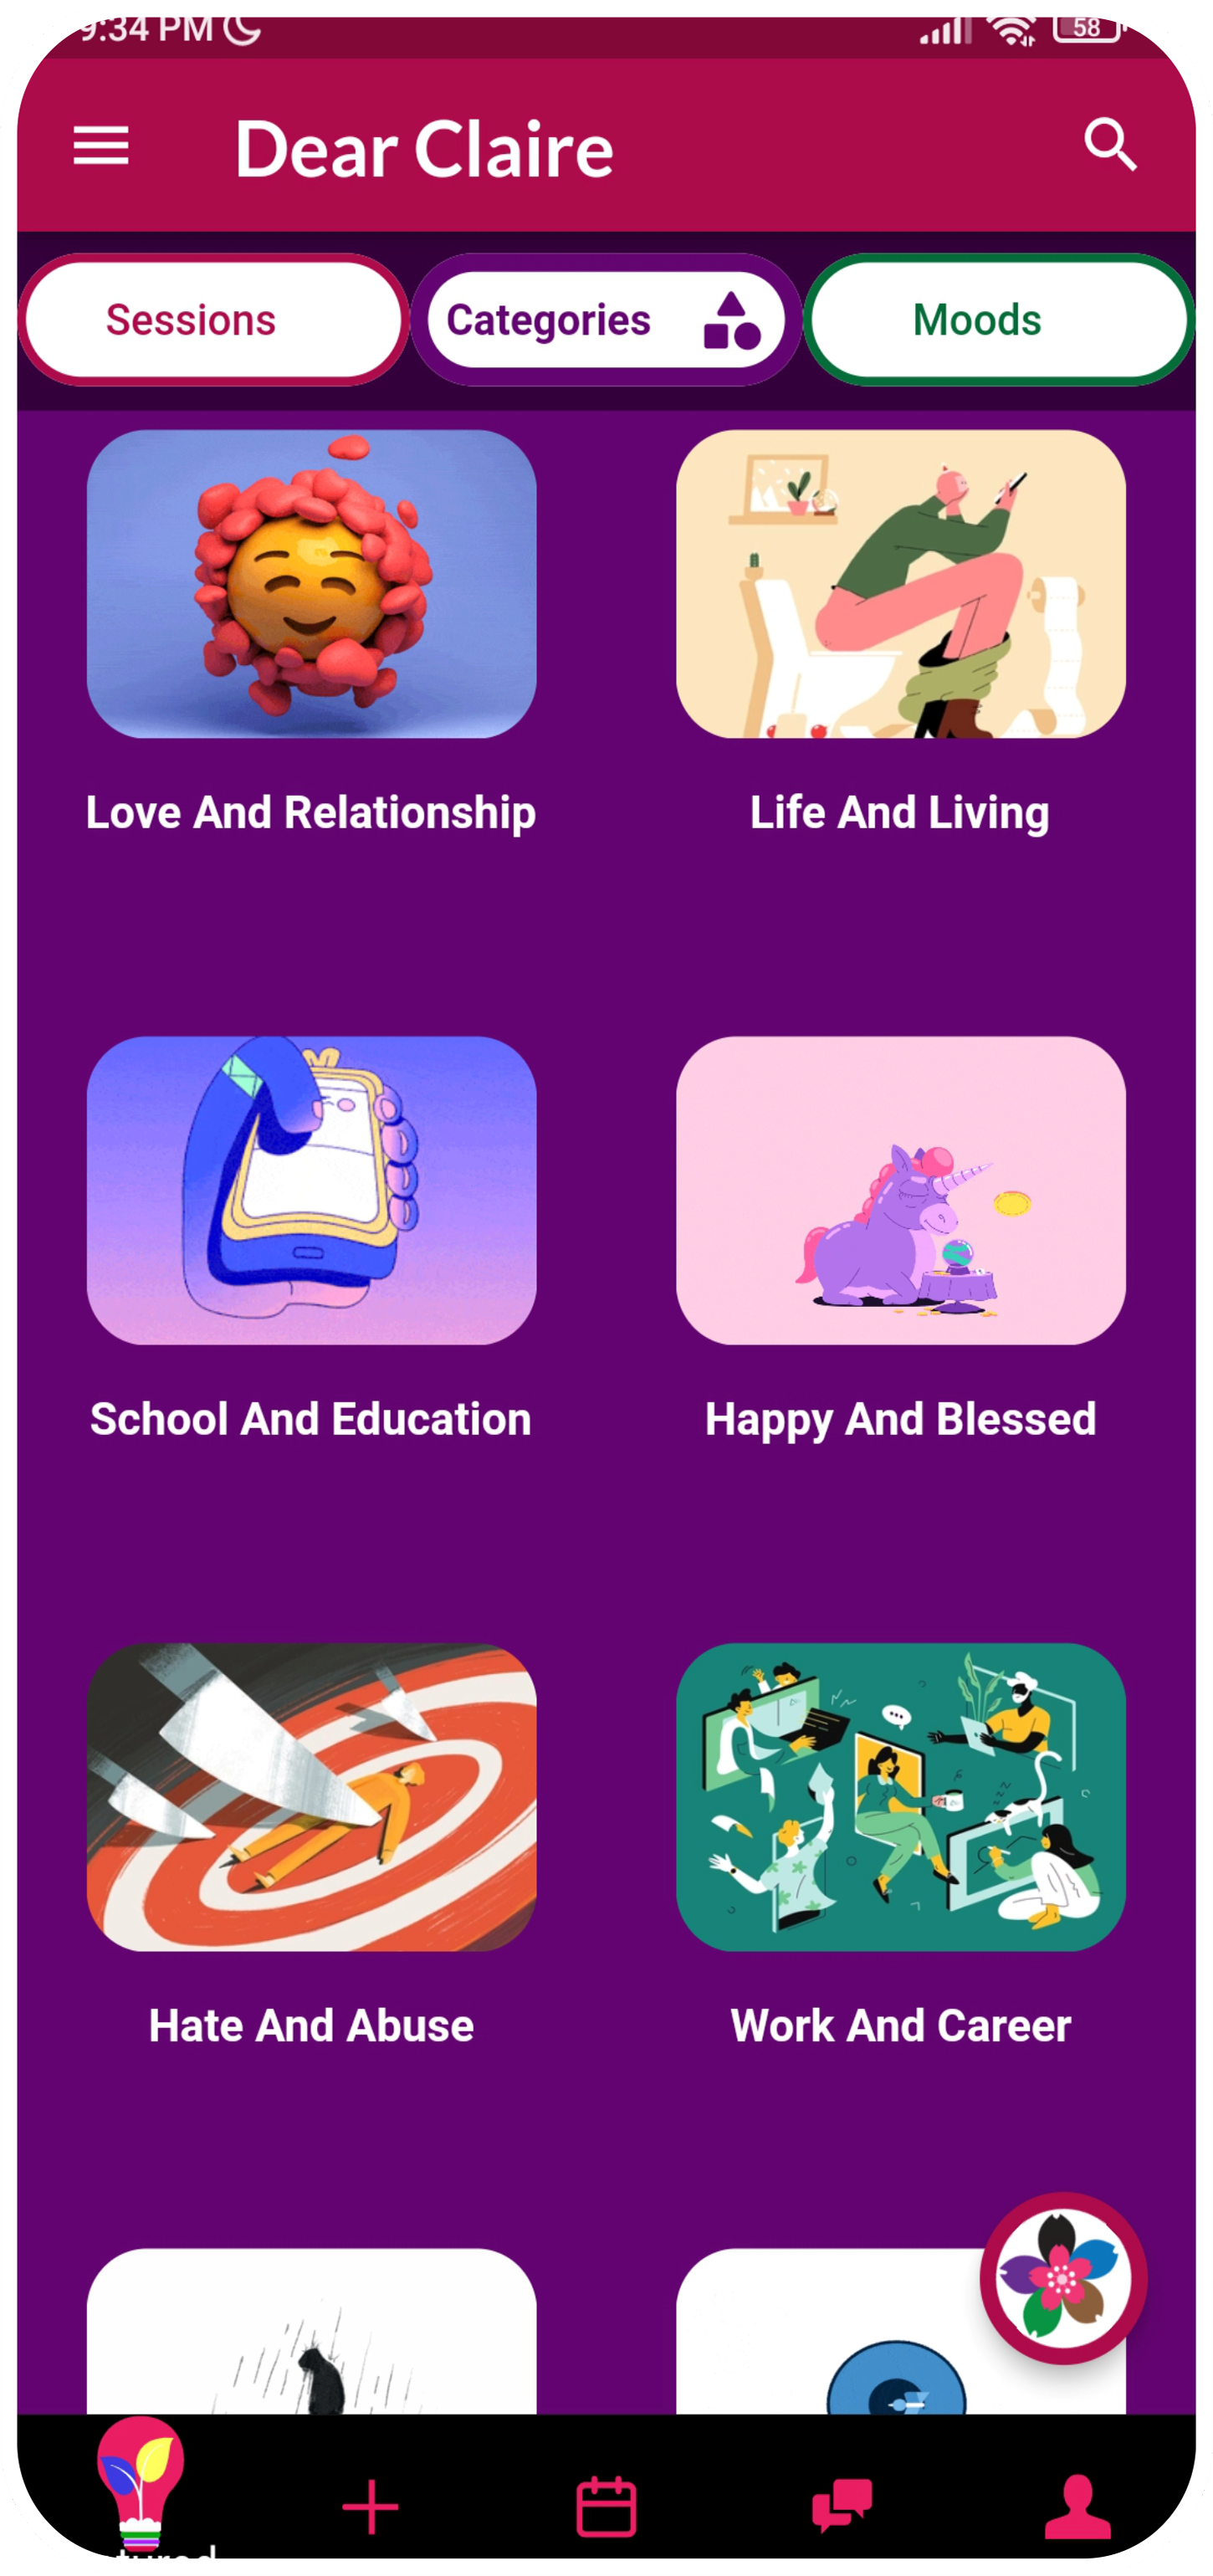 9:34 PM
58
Dear Claire
Sessions
Categories
Moods
Love And Relationship
Life And Living
School And Education
Happy And Blessed
Hate And Abuse
Work And Career